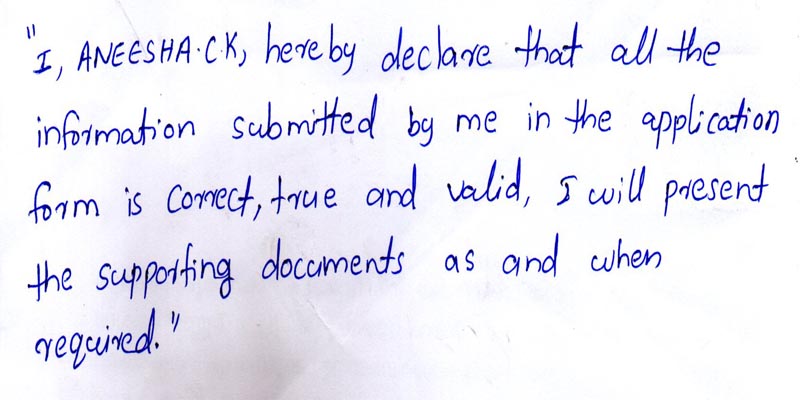 "I, ANEESHA.C.K, hereby declare that all the
information submitted by me in the application
form is correct, true and valid, I will present
the supporting documents as and when
required."